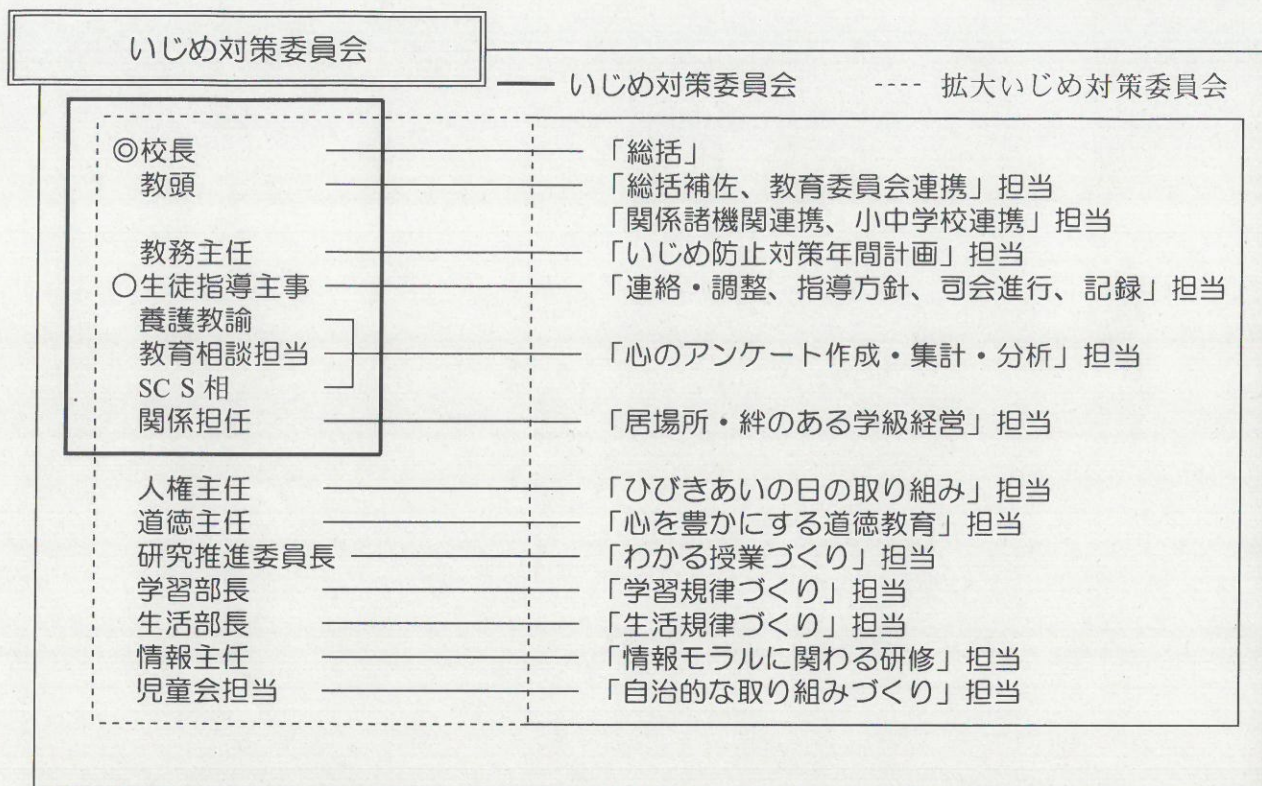 いじめ対策委員会
いじめ対策委員会 ---- 拡大いじめ対策委員会
◎校長 「総括」
教頭 「総括補佐、教育委員会連携」担当
「関係諸機関連携、小中学校連携」担当
教務主任 「いじめ防止対策年間計画」担当
○生徒指導主事 「連絡・調整、指導方針、司会進行、記録」担当
養護教諭
教育相談担当 「心のアンケート作成・集計・分析」担当
SC S 相
関係担任 「居場所・絆のある学級経営」担当
人権主任 「ひびきあいの日の取り組み」担当
道徳主任 「心を豊かにする道徳教育」担当
研究推進委員長 「わかる授業づくり」担当
学習部長 「学習規律づくり」担当
生活部長 「生活規律づくり」担当
情報主任 「情報モラルに関わる研修」担当
児童会担当 「自治的な取り組みづくり」担当